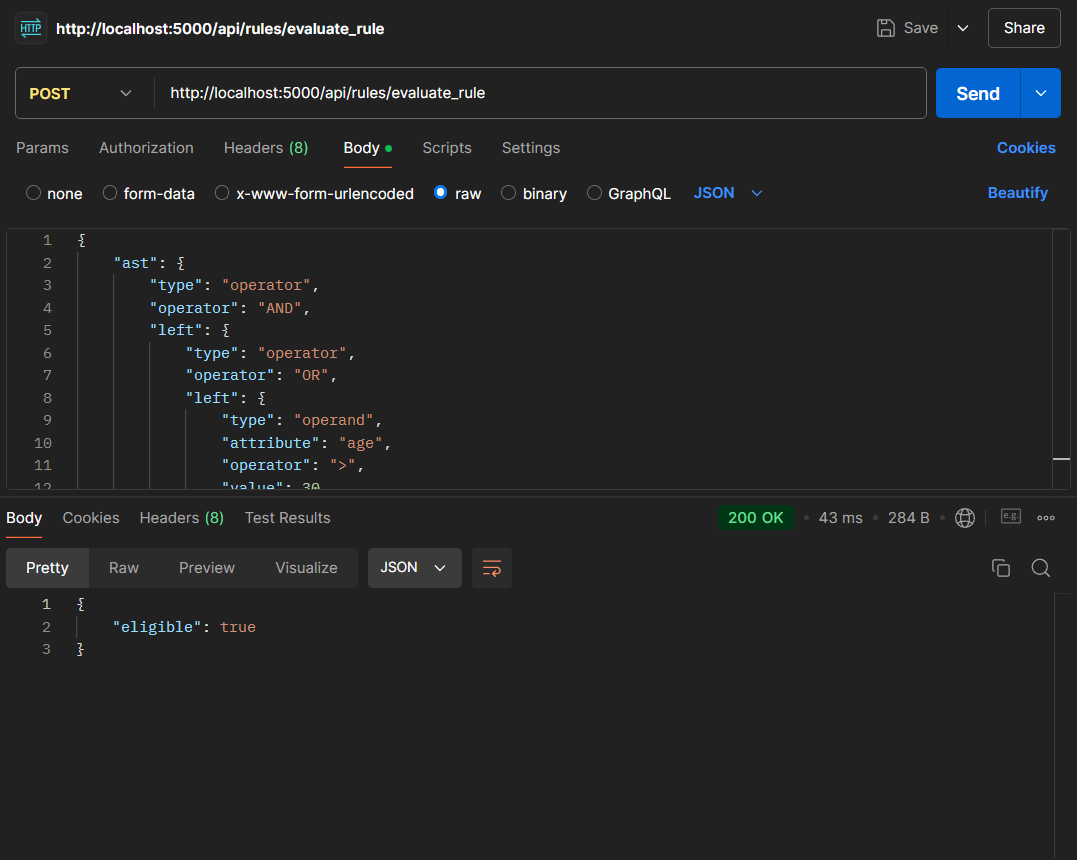 HTTP http://localhost:5000/api/rules/evaluate_rule Save Share
POST http://localhost:5000/api/rules/evaluate_rule Send
Params Authorization Headers (8) Body Scripts Settings Cookies
none form-data x-www-form-urlencoded raw binary GraphQL JSON Beautify
1 {
2 "ast": {
3 "type": "operator",
4 "operator": "AND",
5 "left": {
6 "type": "operator",
7 "operator": "OR",
8 "left": {
9 "type": "operand",
10 "attribute": "age",
11 "operator": ">",
12 "value": 30
Body Cookies Headers (8) Test Results 200 OK 43 ms 284 B e.g.
Pretty Raw Preview Visualize JSON
1 {
2 "eligible": true
3 }